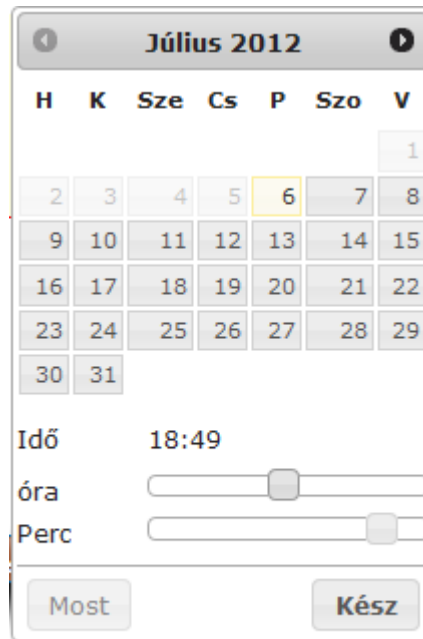 Július 2012
H K Sze Cs P Szo V
1
2 3 4 5 6 7 8
9 10 11 12 13 14 15
16 17 18 19 20 21 22
23 24 25 26 27 28 29
30 31
Idő 18:49
óra
Perc
Most Kész